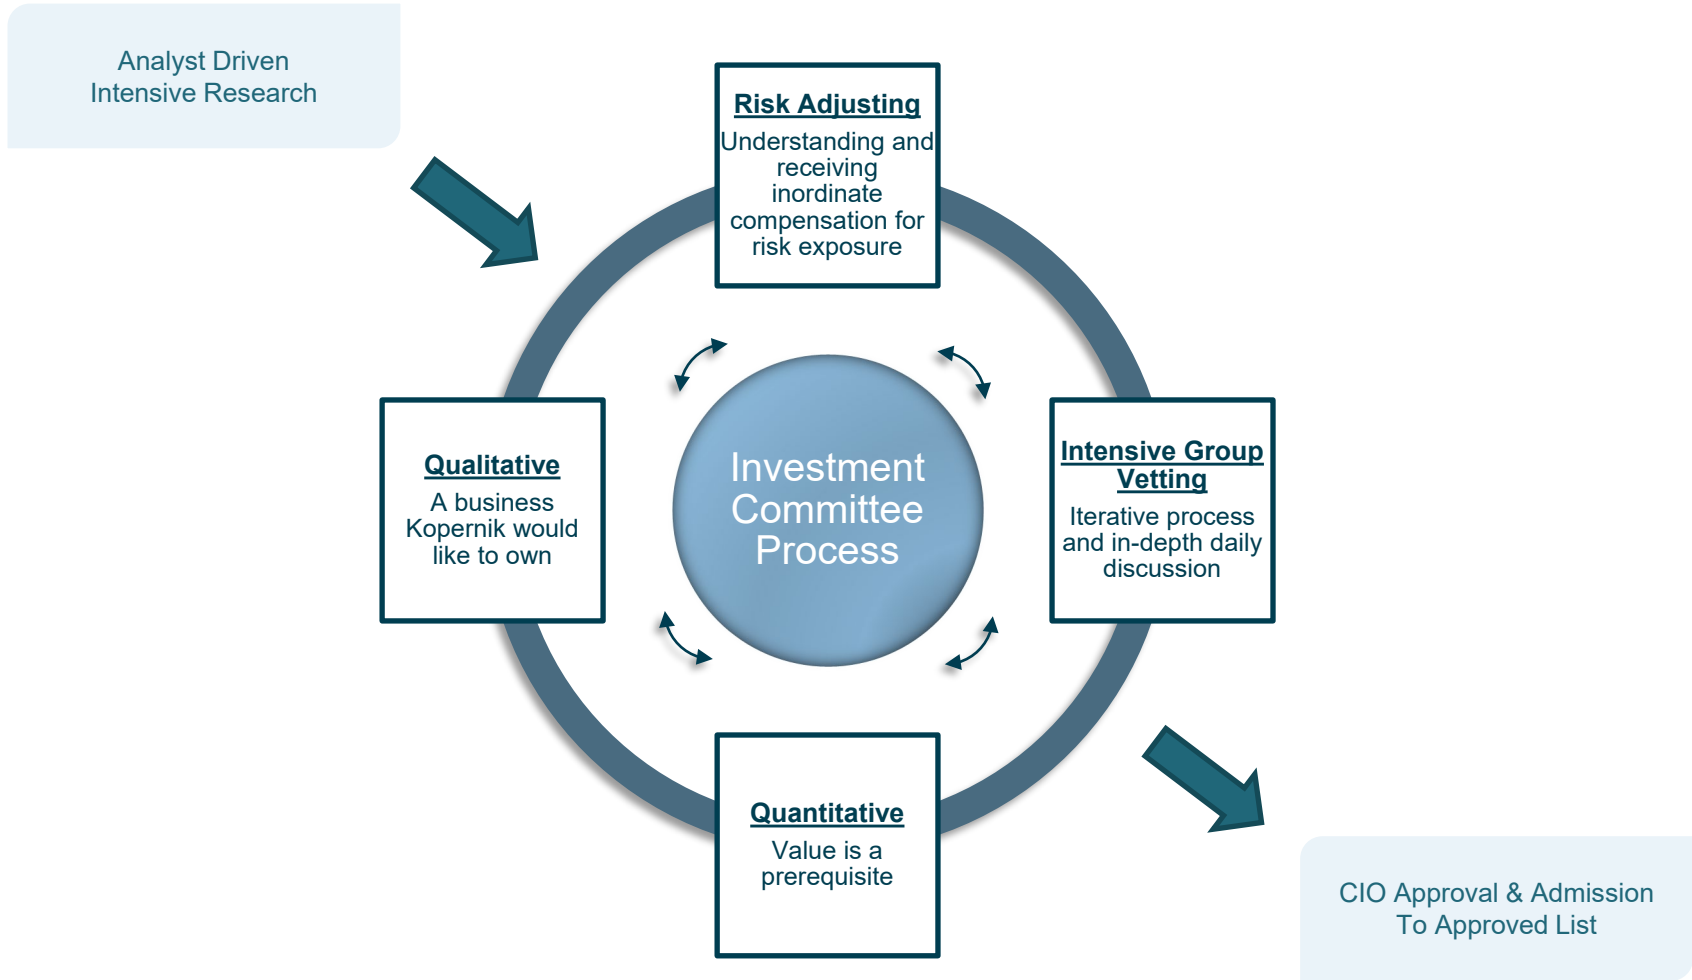 Analyst Driven
Intensive Research
Risk Adjusting
Understanding and
receiving
inordinate
compensation for
risk exposure
Qualitative
A business
Kopernik would
like to own
Investment
Committee
Process
Intensive Group
Vetting
Iterative process
and in-depth daily
discussion
Quantitative
Value is a
prerequisite
CIO Approval & Admission
To Approved List